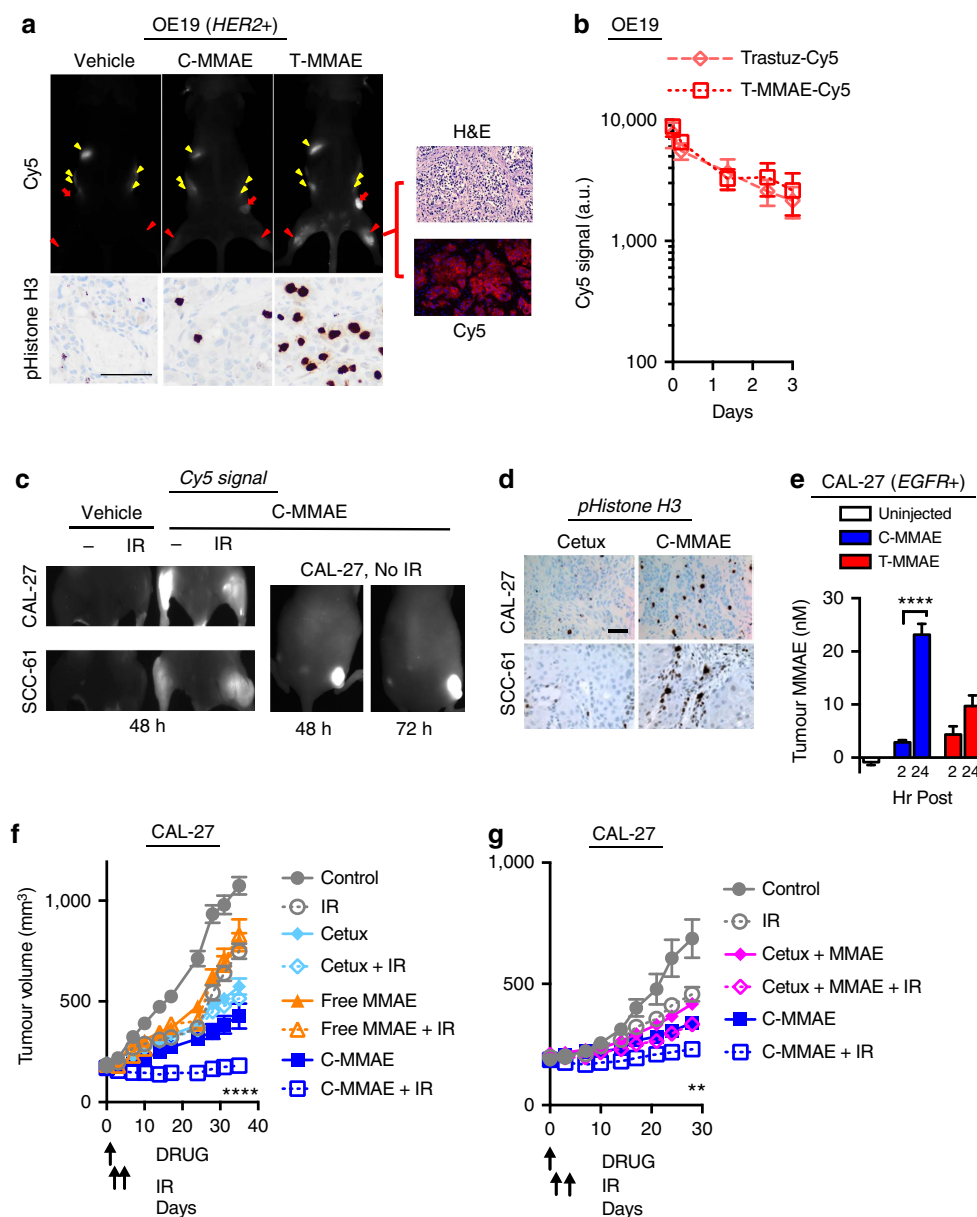 a
OE19 (HER2+)
Vehicle C-MMAE T-MMAE
Cy5
H&E
Cy5
pHistone H3
b
OE19
Trastuz-Cy5
T-MMAE-Cy5
10,000
1,000
100
Cy5 signal (a.u.)
0 1 2 3
Days
c
Cy5 signal
Vehicle C-MMAE
– IR – IR
CAL-27, No IR
CAL-27
SCC-61
48 h 48 h 72 h
d
pHistone H3
Cetux C-MMAE
CAL-27
SCC-61
e
CAL-27 (EGFR+)
Uninjected
C-MMAE
T-MMAE
****
30
20
10
0
Tumour MMAE (nM)
2 24 2 24
Hr Post
f
CAL-27
1,000
500
0
Tumour volume (mm3)
Control
IR
Cetux
Cetux + IR
Free MMAE
Free MMAE + IR
C-MMAE
C-MMAE + IR
****
0 10 20 30 40
DRUG
IR
Days
g
CAL-27
1,000
500
0
Control
IR
Cetux + MMAE
Cetux + MMAE + IR
C-MMAE
C-MMAE + IR
**
0 10 20 30
DRUG
IR
Days